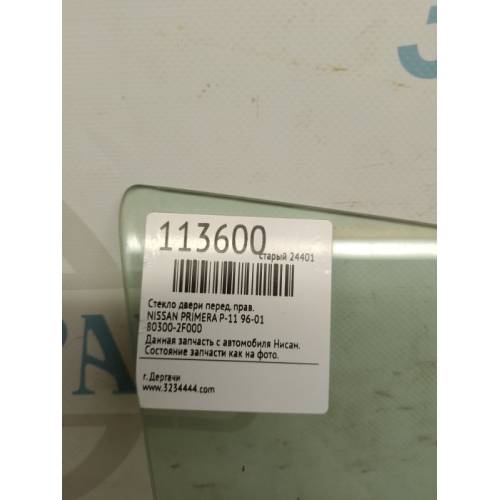 113600
старый 24401
Стекло двери перед. прав.
NISSAN PRIMERA P-11 96-01
80300-2F000
Данная запчасть с автомобиля Нисан.
Состояние запчасти как на фото.
г.Дергачи
www.3234444.com